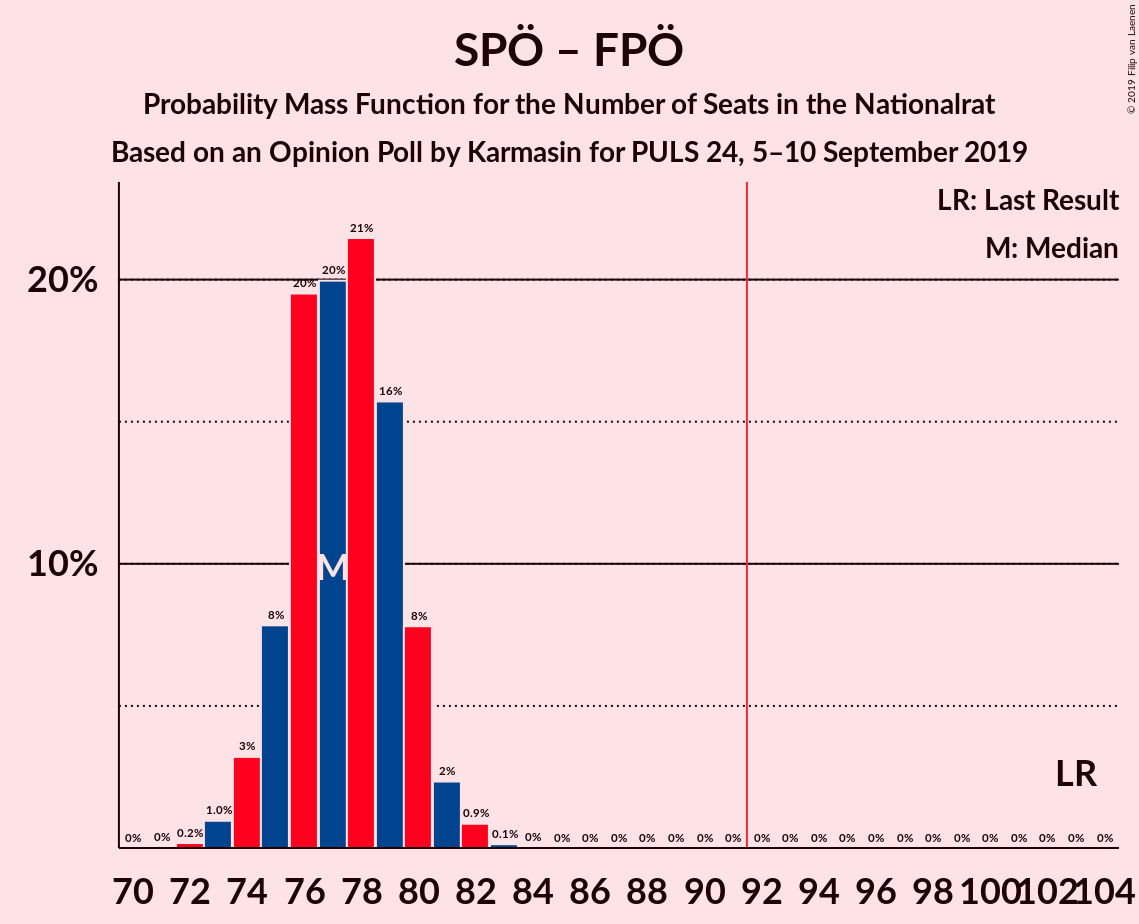 SPÖ – FPÖ
Probability Mass Function for the Number of Seats in the Nationalrat
Based on an Opinion Poll by Karmasin for PULS 24, 5–10 September 2019
© 2019 Filip van Laenen
LR: Last Result
M: Median
20%
10%
0% 0% 0.2% 1.0% 3% 8% 20% 20% 21% 16% 8% 2% 0.9% 0.1% 0% 0% 0% 0% 0% 0% 0% 0% 0% 0% 0% 0% 0% 0% 0% 0% 0% 0% 0% 0% 0%
M
LR
70 72 74 76 78 80 82 84 86 88 90 92 94 96 98 100 102 104